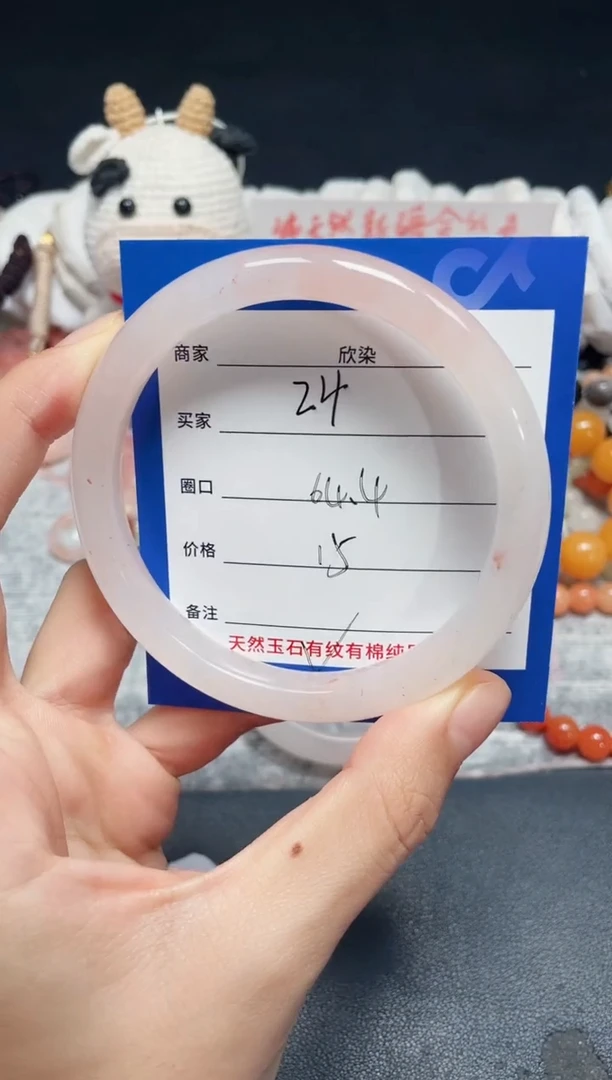 商家 欣染
买家 24
圈口 64.4
价格 15
备注
天然玉石有纹有棉纯